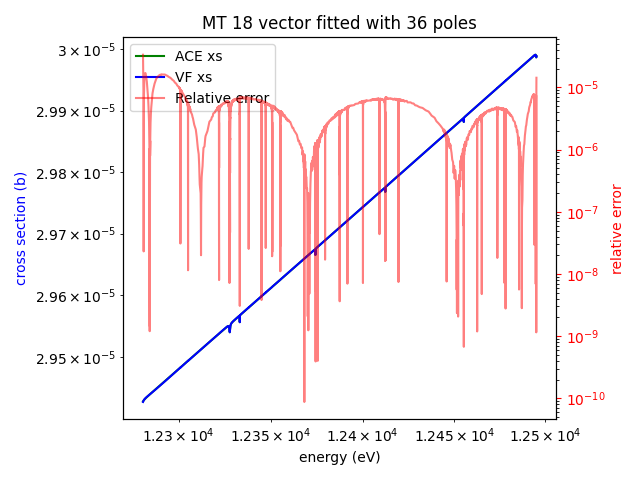 MT 18 vector fitted with 36 poles
ACE xs
VF xs
Relative error
3 × 10⁻⁵
2.99 × 10⁻⁵
2.98 × 10⁻⁵
2.97 × 10⁻⁵
2.96 × 10⁻⁵
2.95 × 10⁻⁵
cross section (b)
10⁻⁵
10⁻⁶
10⁻⁷
10⁻⁸
10⁻⁹
10⁻¹⁰
relative error
1.23 × 10⁴ 1.235 × 10⁴ 1.24 × 10⁴ 1.245 × 10⁴ 1.25 × 10⁴
energy (eV)